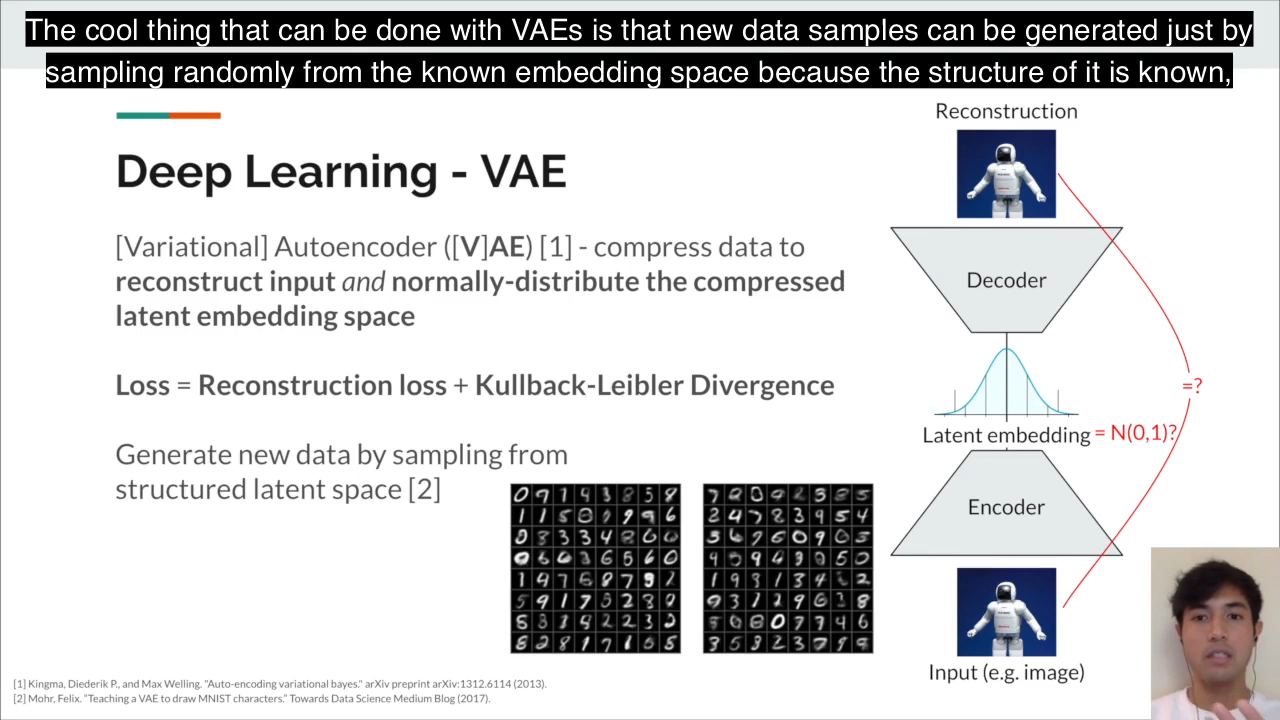 The cool thing that can be done with VAEs is that new data samples can be generated just by
sampling randomly from the known embedding space because the structure of it is known,
Deep Learning - VAE
[Variational] Autoencoder ([V]AE) [1] - compress data to
reconstruct input and normally-distribute the compressed
latent embedding space
Loss = Reconstruction loss + Kullback-Leibler Divergence
Generate new data by sampling from
structured latent space [2]
Reconstruction
Decoder
=?
Latent embedding = N(0,1)?
Encoder
Input (e.g. image)
[1] Kingma, Diederik P., and Max Welling. "Auto-encoding variational bayes." arXiv preprint arXiv:1312.6114 (2013).
[2] Mohr, Felix. "Teaching a VAE to draw MNIST characters." Towards Data Science Medium Blog (2017).